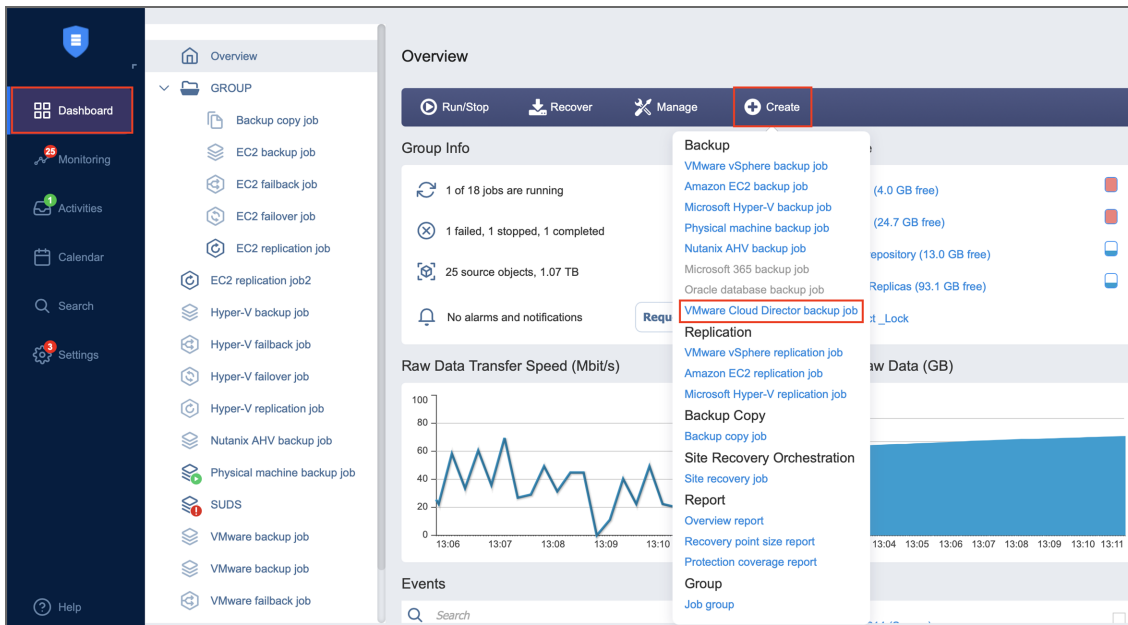 Dashboard
25
Monitoring
1
Activities
Calendar
Search
3
Settings
Help
Overview
GROUP
Backup copy job
EC2 backup job
EC2 failback job
EC2 failover job
EC2 replication job
EC2 replication job2
Hyper-V backup job
Hyper-V failback job
Hyper-V failover job
Hyper-V replication job
Nutanix AHV backup job
Physical machine backup job
SUDS
VMware backup job
VMware backup job
VMware failback job
Overview
Run/Stop
Recover
Manage
Create
Group Info
1 of 18 jobs are running
1 failed, 1 stopped, 1 completed
25 source objects, 1.07 TB
No alarms and notifications
Requ
Backup
VMware vSphere backup job
Amazon EC2 backup job
Microsoft Hyper-V backup job
Physical machine backup job
Nutanix AHV backup job
Microsoft 365 backup job
Oracle database backup job
VMware Cloud Director backup job
Replication
VMware vSphere replication job
Amazon EC2 replication job
Microsoft Hyper-V replication job
Backup Copy
Backup copy job
Site Recovery Orchestration
Site recovery job
Report
Overview report
Recovery point size report
Protection coverage report
Group
Job group
(4.0 GB free)
(24.7 GB free)
epository (13.0 GB free)
Replicas (93.1 GB free)
ct _Lock
Raw Data Transfer Speed (Mbit/s)
100
80
60
40
20
0
13:06 13:07 13:08 13:09 13:10
aw Data (GB)
13:04 13:05 13:06 13:07 13:08 13:09 13:10 13:11
Events
Search